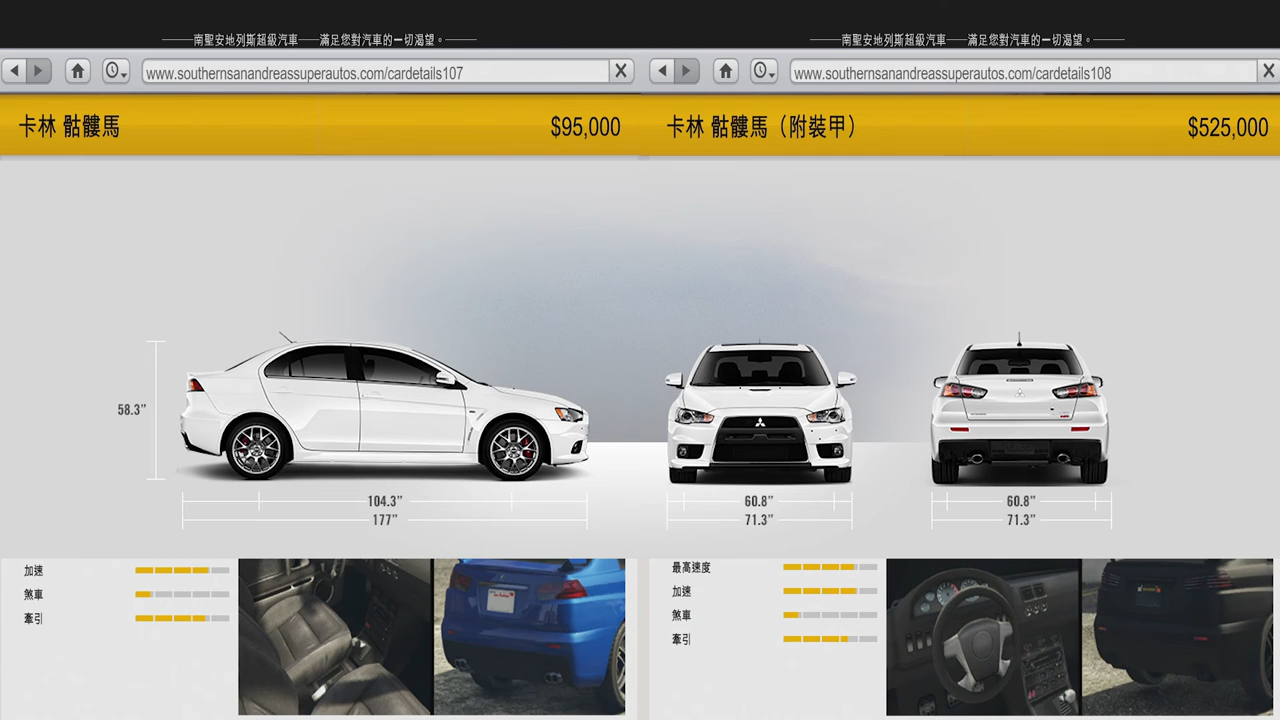 ———南聖安地列斯超級汽車——滿足您對汽車的一切渴望。———
www.southernsanandreassuperautos.com/cardetails107
X
卡林 骷髏馬
$95,000
58.3”
104.3”
177”
加速
煞車
牽引
———南聖安地列斯超級汽車——滿足您對汽車的一切渴望。———
www.southernsanandreassuperautos.com/cardetails108
X
卡林 骷髏馬（附裝甲）
$525,000
60.8”
71.3”
60.8”
71.3”
最高速度
加速
煞車
牽引